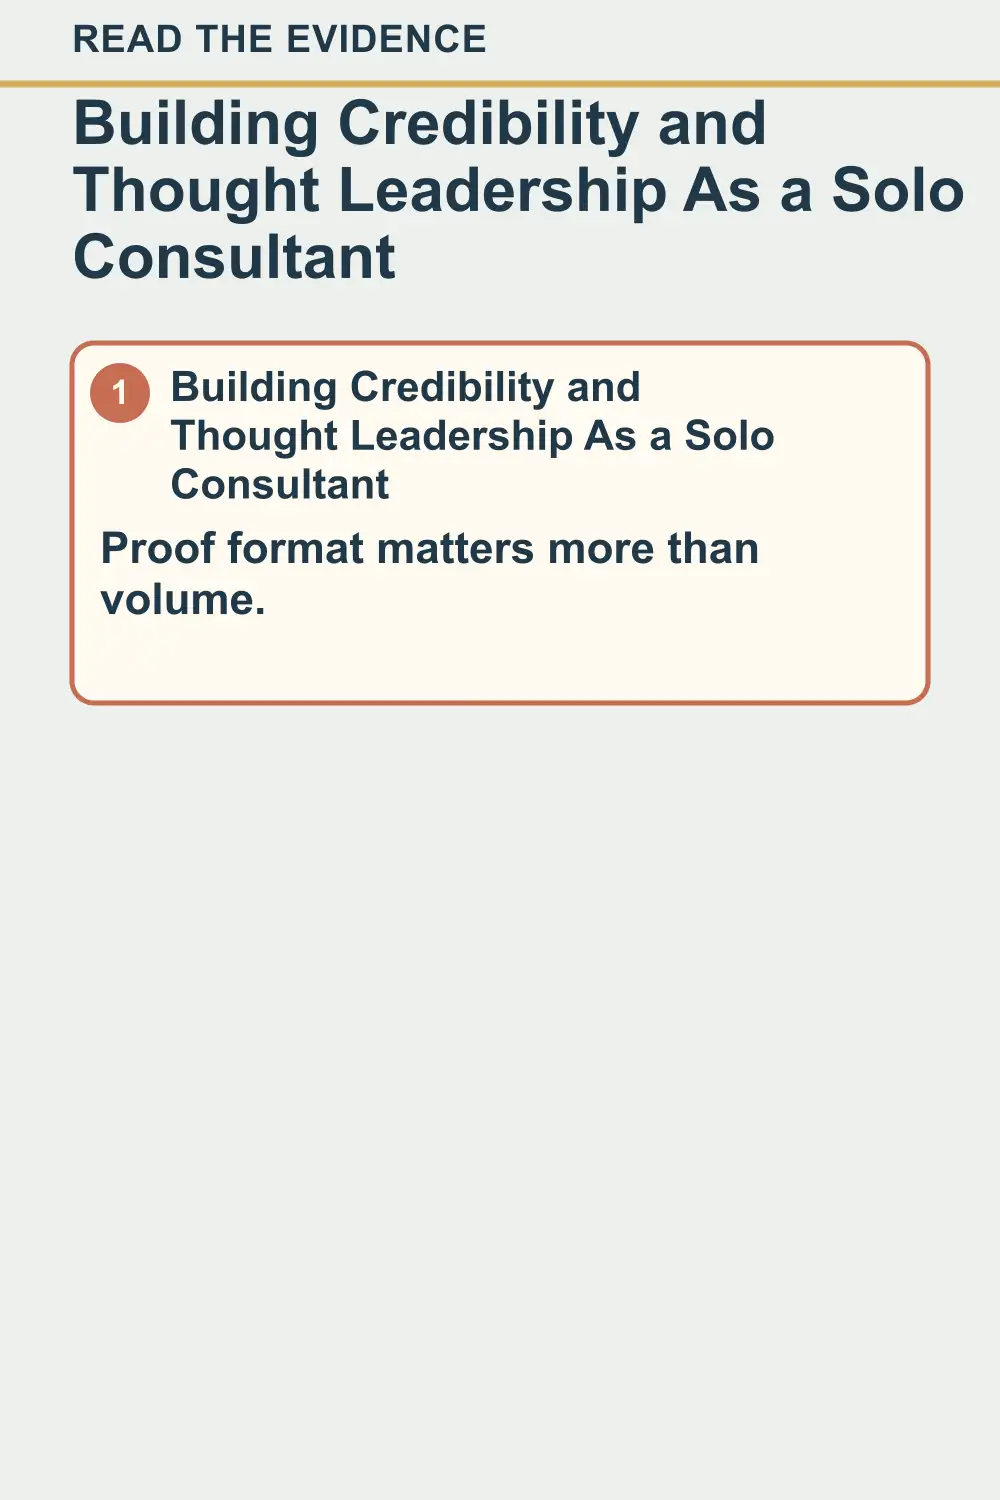 READ THE EVIDENCE
Building Credibility and
Thought Leadership As a Solo
Consultant
1
Building Credibility and
Thought Leadership As a Solo
Consultant
Proof format matters more than
volume.